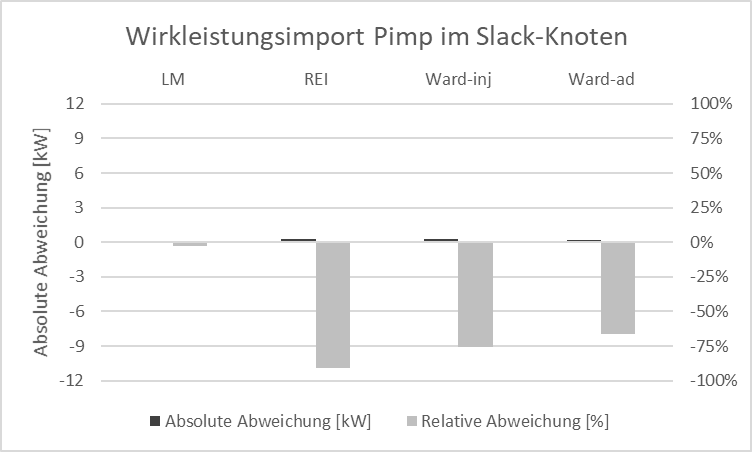 Wirkleistungsimport Pimp im Slack-Knoten
LM REI Ward-inj Ward-ad
12 100%
9 75%
6 50%
3 25%
0 0%
-3 -25%
-6 -50%
-9 -75%
-12 -100%
Absolute Abweichung [kW]
Absolute Abweichung [kW] Relative Abweichung [%]